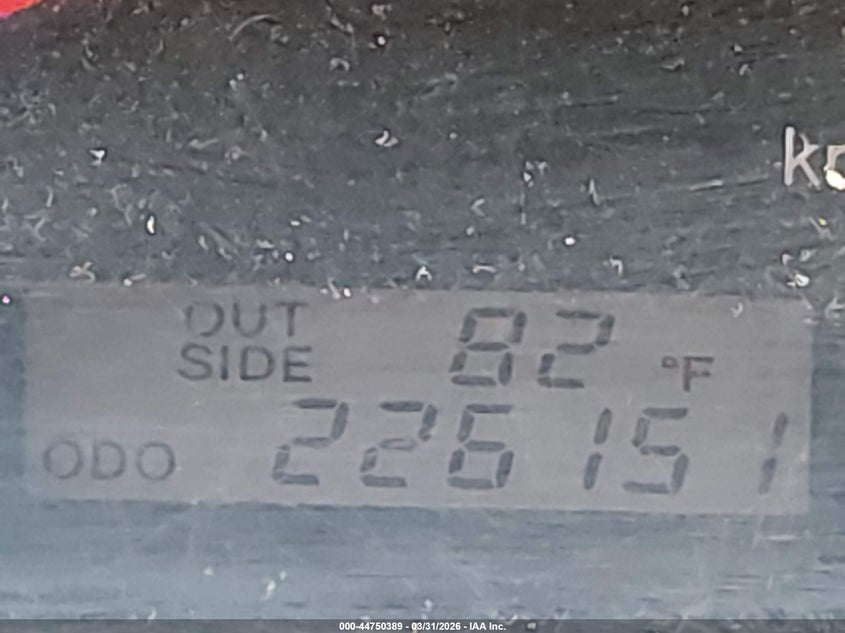 OUT SIDE 82 °F
ODO 226151
000-44750389 - 03/31/2026 - IAA Inc.